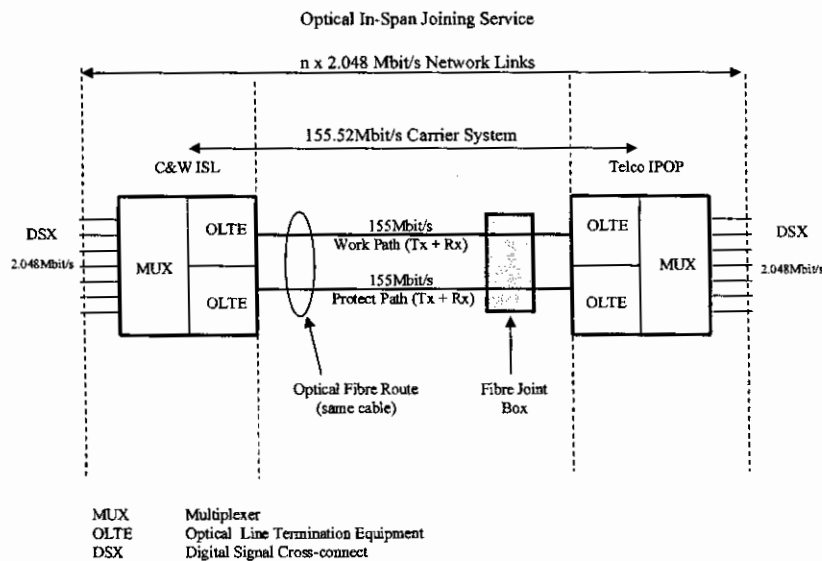 Optical In-Span Joining Service
n x 2.048 Mbit/s Network Links
155.52Mbit/s Carrier System
C&W ISL
Telco IPOP
DSX
2.048Mbit/s
MUX
OLTE
OLTE
155Mbit/s
Work Path (Tx + Rx)
155Mbit/s
Protect Path (Tx + Rx)
OLTE
OLTE
MUX
DSX
2.048Mbit/s
Optical Fibre Route
(same cable)
Fibre Joint
Box
MUX Multiplexer
OLTE Optical Line Termination Equipment
DSX Digital Signal Cross-connect